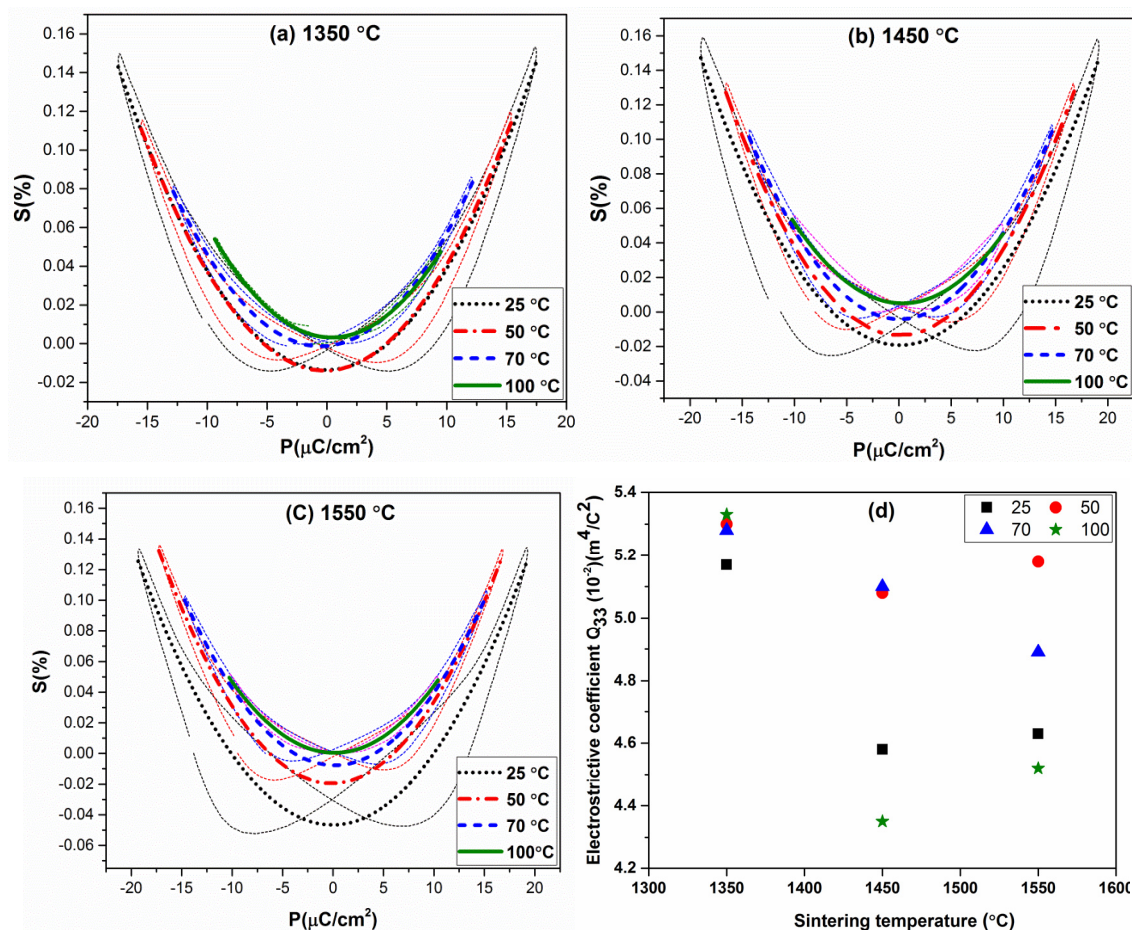 (a) 1350 °C
S(%)
0.16
0.14
0.12
0.10
0.08
0.06
0.04
0.02
0.00
-0.02
25 °C
50 °C
70 °C
100 °C
-20 -15 -10 -5 0 5 10 15 20
P(μC/cm²)
(b) 1450 °C
S(%)
0.16
0.14
0.12
0.10
0.08
0.06
0.04
0.02
0.00
-0.02
-0.04
25 °C
50 °C
70 °C
100 °C
-20 -15 -10 -5 0 5 10 15 20
P(μC/cm²)
(C) 1550 °C
S(%)
0.16
0.14
0.12
0.10
0.08
0.06
0.04
0.02
0.00
-0.02
-0.04
-0.06
25 °C
50 °C
70 °C
100°C
-20 -15 -10 -5 0 5 10 15 20
P(μC/cm²)
(d)
Electrostrictive coefficient Q₃₃ (10⁻²)(m⁴/C²)
5.4
5.2
5.0
4.8
4.6
4.4
4.2
25 50
70 100
1300 1350 1400 1450 1500 1550 1600
Sintering temperature (°C)